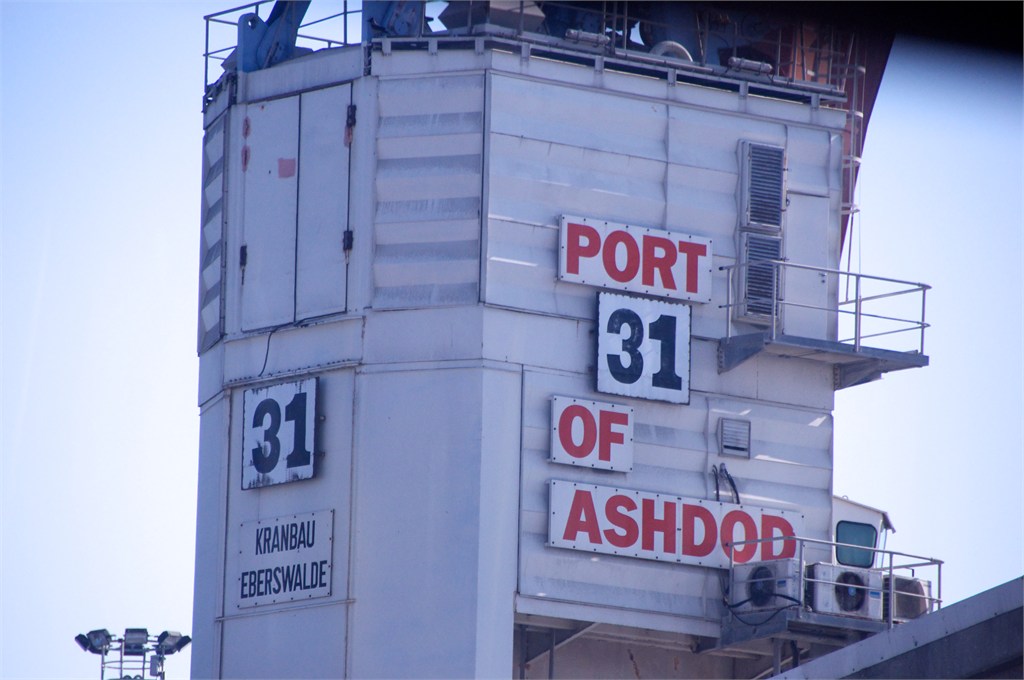 PORT
31
OF
ASHDOD
31
KRANBAU
EBERSWALDE